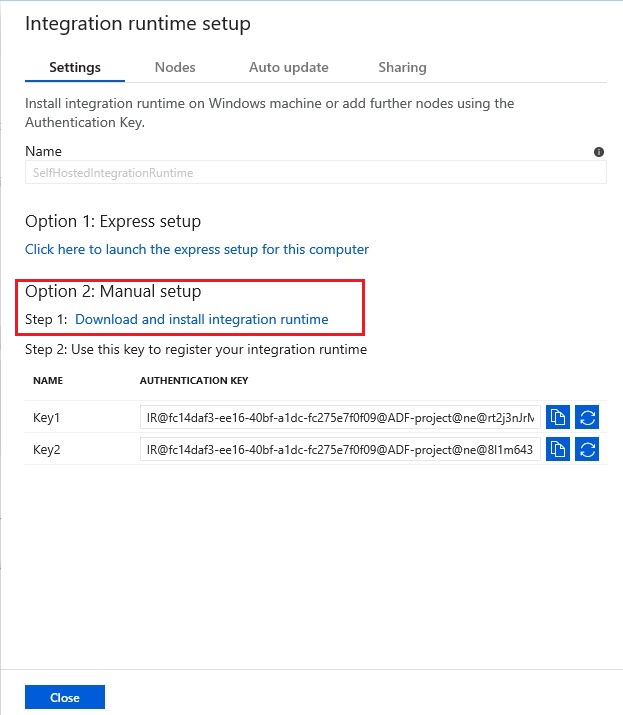 Integration runtime setup
Settings Nodes Auto update Sharing
Install integration runtime on Windows machine or add further nodes using the
Authentication Key.
Name
SelfHostedIntegrationRuntime
Option 1: Express setup
Click here to launch the express setup for this computer
Option 2: Manual setup
Step 1: Download and install integration runtime
Step 2: Use this key to register your integration runtime
NAME AUTHENTICATION KEY
Key1 IR@fc14daf3-ee16-40bf-a1dc-fc275e7f0f09@ADF-project@ne@rt2j3nJrM
Key2 IR@fc14daf3-ee16-40bf-a1dc-fc275e7f0f09@ADF-project@ne@8l1m643
Close